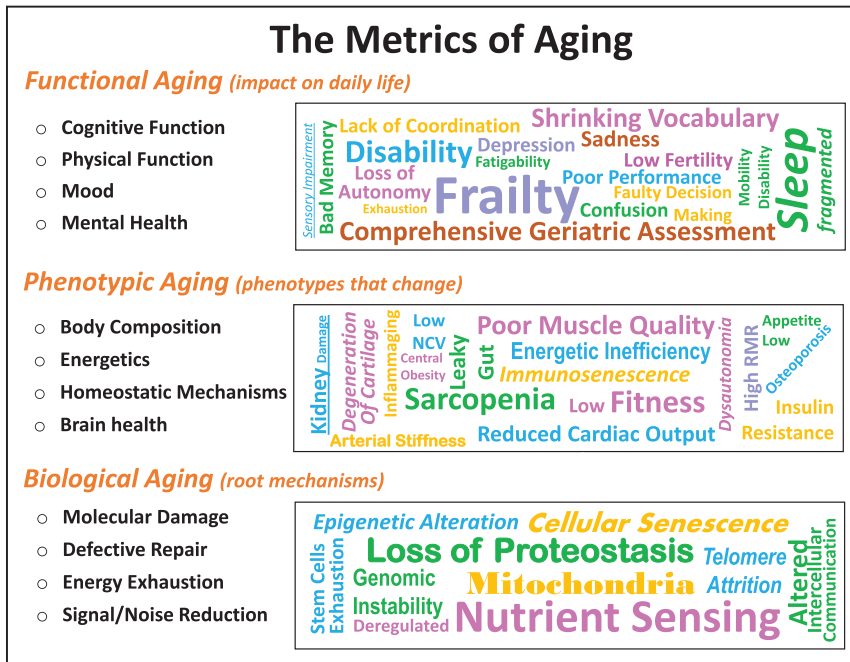 The Metrics of Aging
Functional Aging (impact on daily life)
○ Cognitive Function
○ Physical Function
○ Mood
○ Mental Health
Sensory Impairment
Bad Memory
Lack of Coordination
Shrinking Vocabulary
Disability
Depression
Sadness
Fatigability
Low Fertility
Loss of
Autonomy
Exhaustion
Frailty
Poor Performance
Faulty Decision
Making
Confusion
Mobility
Disability
Sleep
fragmented
Comprehensive Geriatric Assessment
Phenotypic Aging (phenotypes that change)
○ Body Composition
○ Energetics
○ Homeostatic Mechanisms
○ Brain health
Kidney Damage
Degeneration
Of Cartilage
Inflammaging
Low
NCV
Central
Obesity
Leaky
Gut
Poor Muscle Quality
Energetic Inefficiency
Immunosenescence
Sarcopenia
Low Fitness
Arterial Stiffness
Reduced Cardiac Output
Dysautonomia
High RMR
Appetite
Low
Osteoporosis
Insulin
Resistance
Biological Aging (root mechanisms)
○ Molecular Damage
○ Defective Repair
○ Energy Exhaustion
○ Signal/Noise Reduction
Epigenetic Alteration
Cellular Senescence
Stem Cells
Exhaustion
Loss of Proteostasis
Telomere
Attrition
Genomic
Instability
Mitochondria
Deregulated
Nutrient Sensing
Altered
Intercellular
Communication